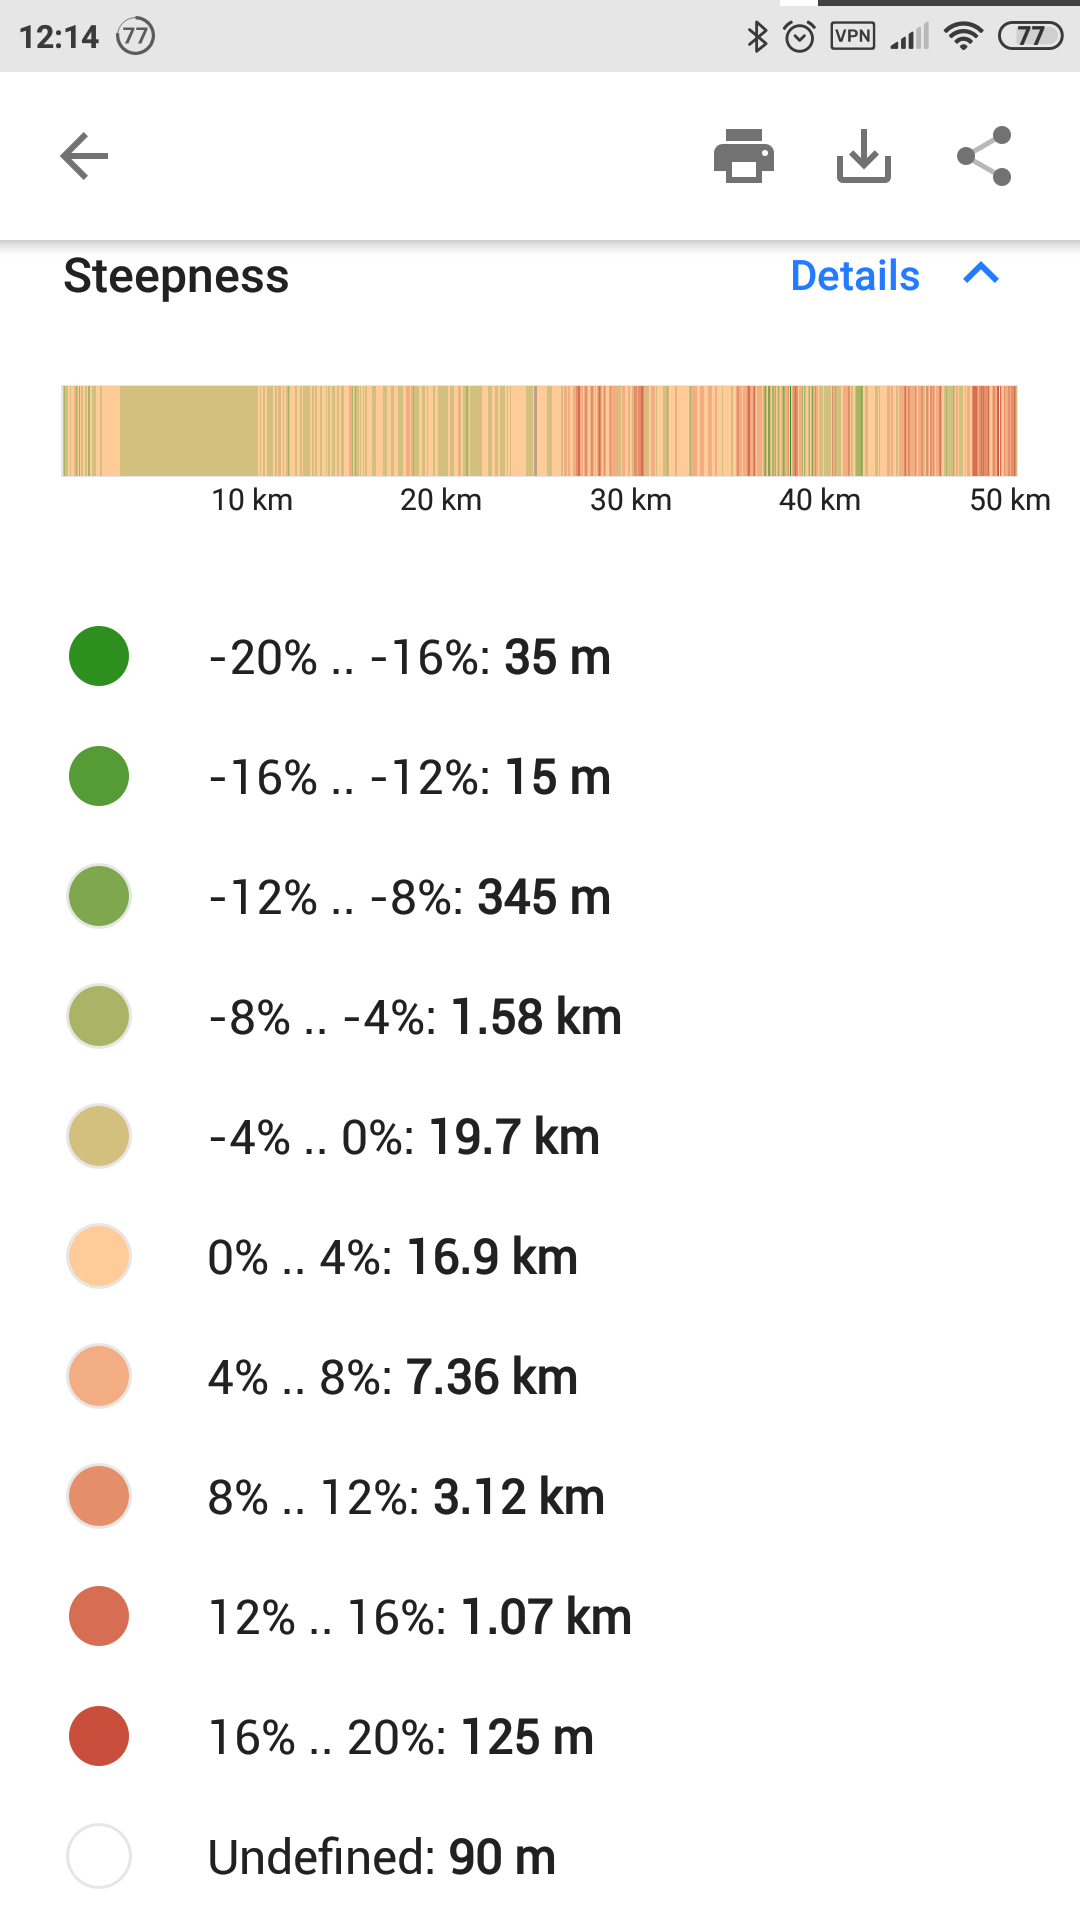 12:14 77 VPN 77
Steepness Details
10 km 20 km 30 km 40 km 50 km
-20% .. -16%: 35 m
-16% .. -12%: 15 m
-12% .. -8%: 345 m
-8% .. -4%: 1.58 km
-4% .. 0%: 19.7 km
0% .. 4%: 16.9 km
4% .. 8%: 7.36 km
8% .. 12%: 3.12 km
12% .. 16%: 1.07 km
16% .. 20%: 125 m
Undefined: 90 m